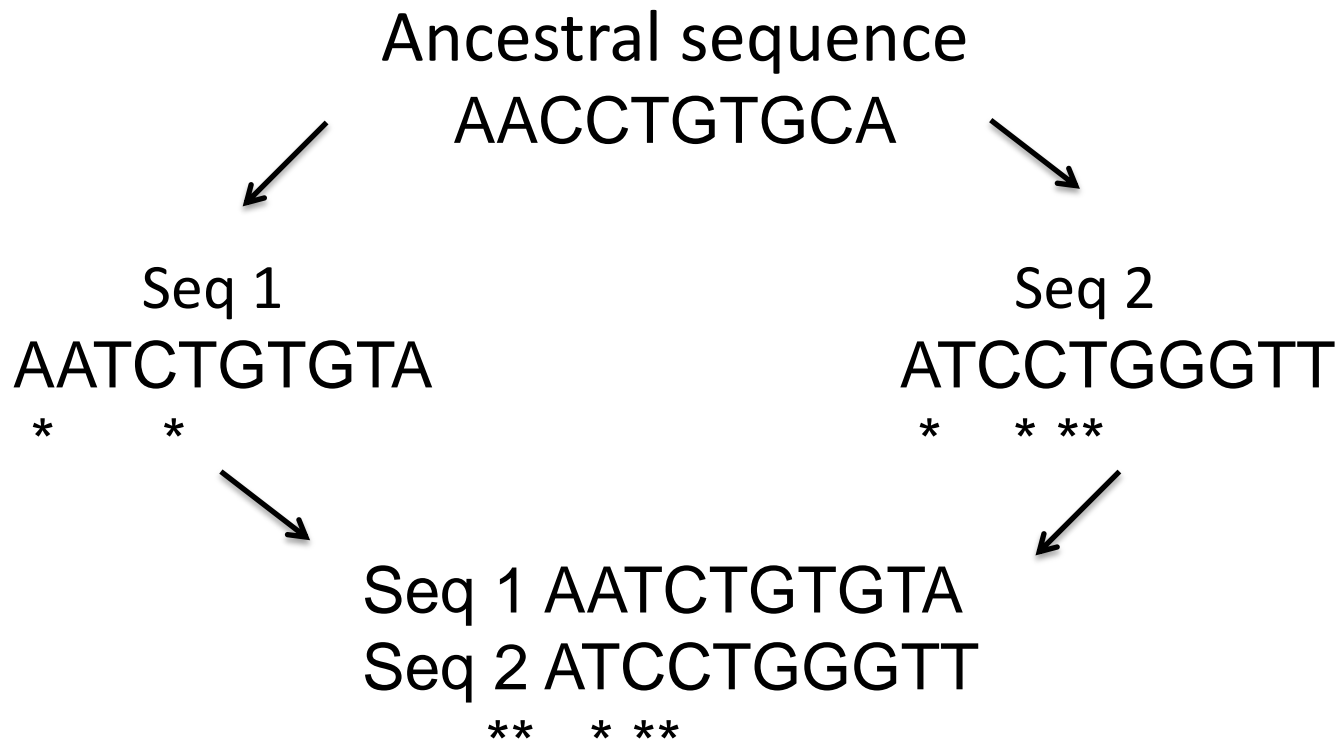 Ancestral sequence
AACCTGTGCA
Seq 1
AATCTGTGTA
* *
Seq 2
ATCCTGGGTT
* * **
Seq 1 AATCTGTGTA
Seq 2 ATCCTGGGTT
** * **